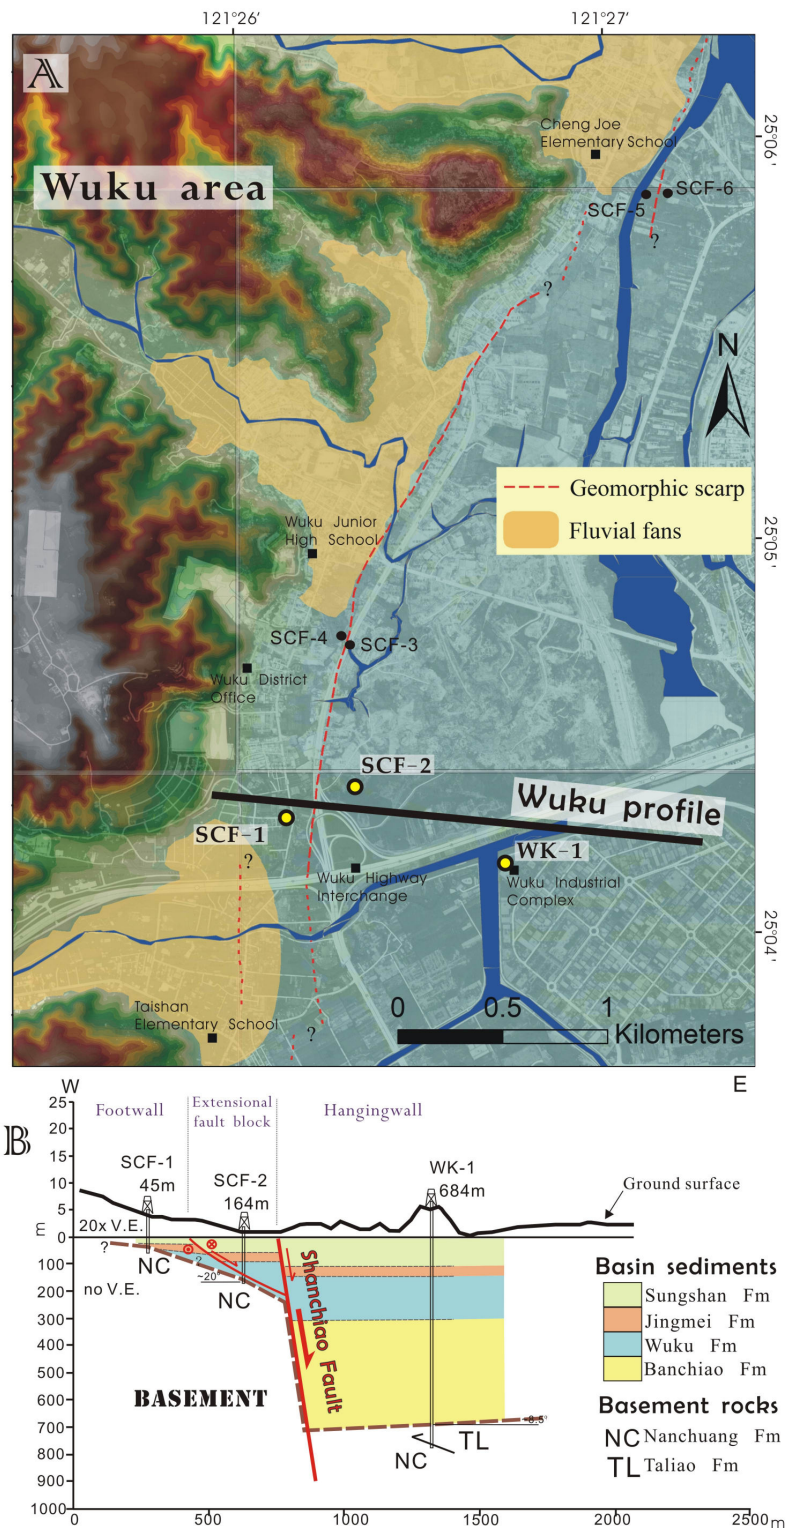 121°26′
121°27′
A
Cheng Joe
Elementary School
25°06'
Wuku area
SCF-6
SCF-5
?
?
N
Geomorphic scarp
Fluvial fans
Wuku Junior
High School
25°05'
SCF-4
SCF-3
Wuku District
Office
SCF-2
Wuku profile
SCF-1
WK-1
?
Wuku Highway
Interchange
Wuku Industrial
Complex
25°04'
Taishan
Elementary School
?
0 0.5 1
Kilometers
B
W
E
Footwall
Extensional
fault block
Hangingwall
25
20
15
10
5
0
m
SCF-1
45m
SCF-2
164m
WK-1
684m
Ground surface
20x V.E.
?
no V.E.
NC
?
~20°
NC
Shanchiao Fault
BASEMENT
~8.5°
NC
TL
100
200
300
400
500
600
700
800
900
1000
0 500 1000 1500 2000 2500 m
Basin sediments
Sungshan Fm
Jingmei Fm
Wuku Fm
Banchiao Fm
Basement rocks
NC Nanchuang Fm
TL Taliao Fm